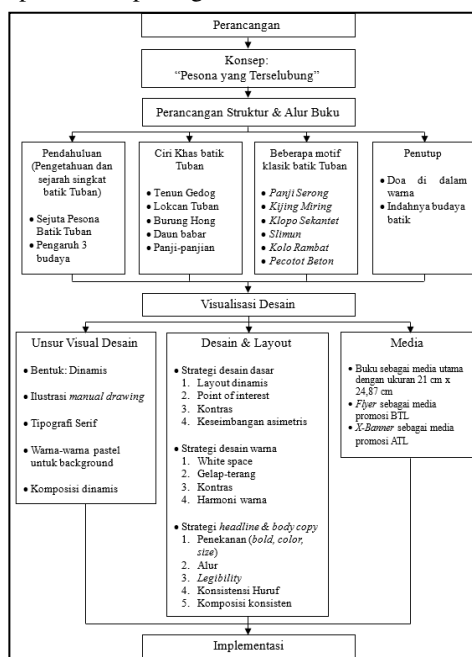 Perancangan
Konsep:
“Pesona yang Terselubung”
Perancangan Struktur & Alur Buku
Pendahuluan
(Pengetahuan dan
sejarah singkat
batik Tuban)
• Sejuta Pesona
Batik Tuban
• Pengaruh 3
budaya
Ciri Khas batik
Tuban
• Tenun Gedog
• Lokcan Tuban
• Burung Hong
• Daun babar
• Panji-panjian
Beberapa motif
klasik batik Tuban
• Panji Serong
• Kijing Miring
• Klopo Sekantet
• Slimun
• Kolo Rambat
• Pecotot Beton
Penutup
• Doa di dalam
warna
• Indahnya budaya
batik
Visualisasi Desain
Unsur Visual Desain
• Bentuk: Dinamis
• Ilustrasi manual drawing
• Tipografi Serif
• Warna-warna pastel
untuk background
• Komposisi dinamis
Desain & Layout
• Strategi desain dasar
1. Layout dinamis
2. Point of interest
3. Kontras
4. Keseimbangan asimetris
• Strategi desain warna
1. White space
2. Gelap-terang
3. Kontras
4. Harmoni warna
• Strategi headline & body copy
1. Penekanan (bold, color,
size)
2. Alur
3. Legibility
4. Konsistensi Huruf
5. Komposisi konsisten
Media
• Buku sebagai media utama
dengan ukuran 21 cm x
24,87 cm
• Flyer sebagai media
promosi BTL
• X-Banner sebagai media
promosi ATL
Implementasi